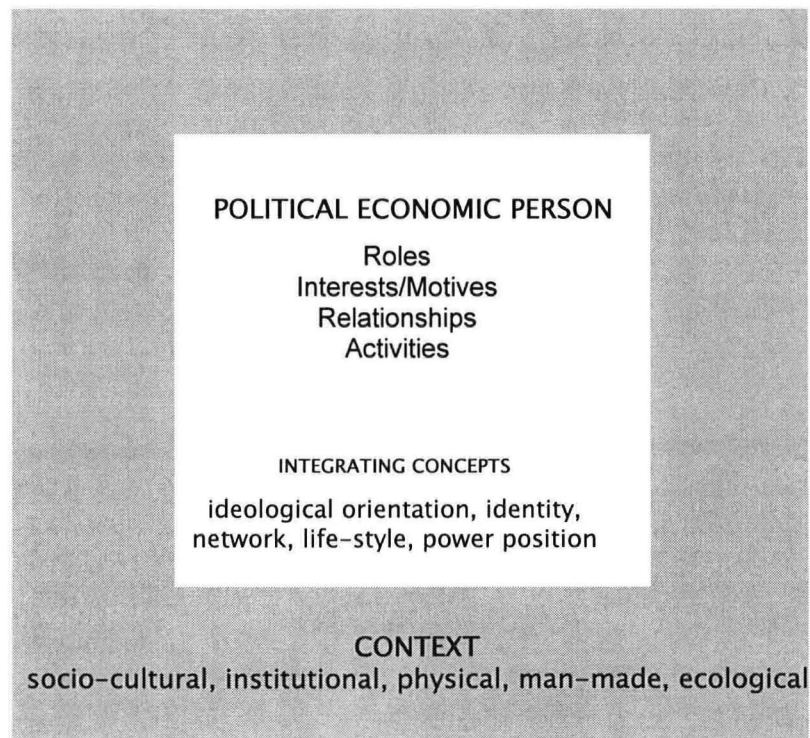 POLITICAL ECONOMIC PERSON
Roles
Interests/Motives
Relationships
Activities
INTEGRATING CONCEPTS
ideological orientation, identity,
network, life-style, power position
CONTEXT
socio-cultural, institutional, physical, man-made, ecological